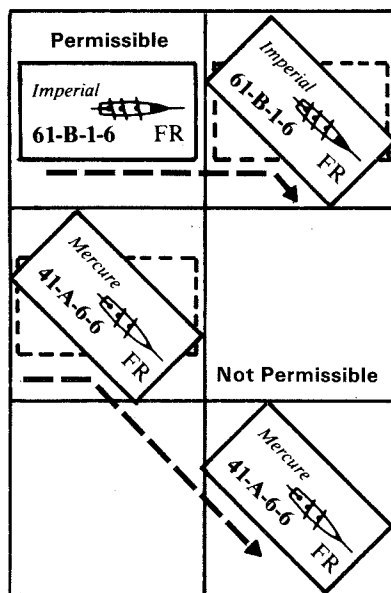 Permissible
Imperial
61-B-1-6 FR
Imperial
61-B-1-6
FR
Mercure
41-A-6-6
FR
Not Permissible
Mercure
41-A-6-6
FR